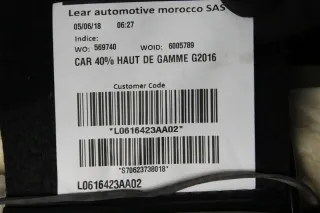 Lear automotive morocco SAS
05/06/18 06:27
Indice:
WO: 569740 WOID: 6005789
CAR 40% HAUT DE GAMME G2016
Customer Code
*L0616423AA02*
*S70623738018*
L0616423AA02